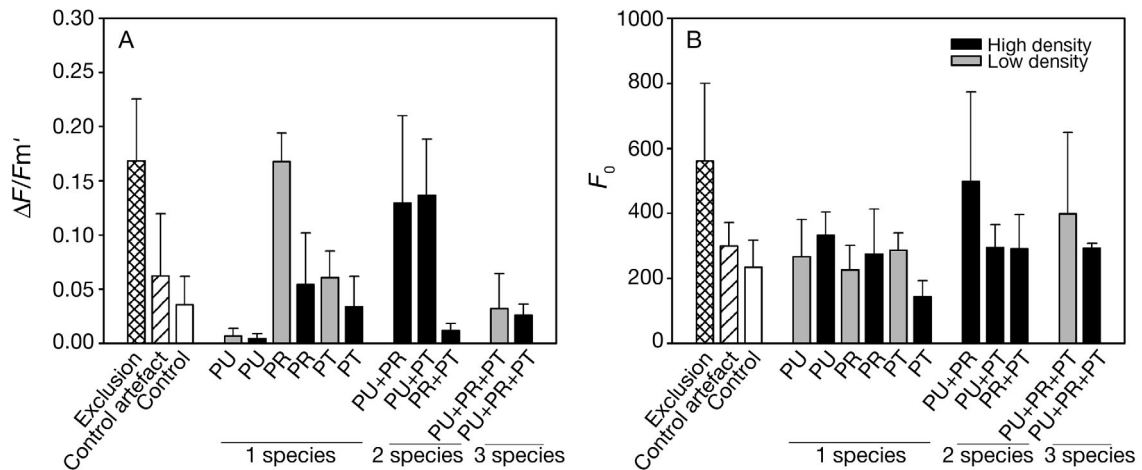 A
0.30
0.25
0.20
0.15
0.10
0.05
0.00
ΔF/Fm′
Exclusion
Control artefact
Control
PU
PU
PR
PR
PT
PT
PU+PR
PU+PT
PR+PT
PU+PR+PT
PU+PR+PT
1 species
2 species
3 species
B
1000
800
600
400
200
0
F0
High density
Low density
Exclusion
Control artefact
Control
PU
PU
PR
PR
PT
PT
PU+PR
PU+PT
PR+PT
PU+PR+PT
PU+PR+PT
1 species
2 species
3 species